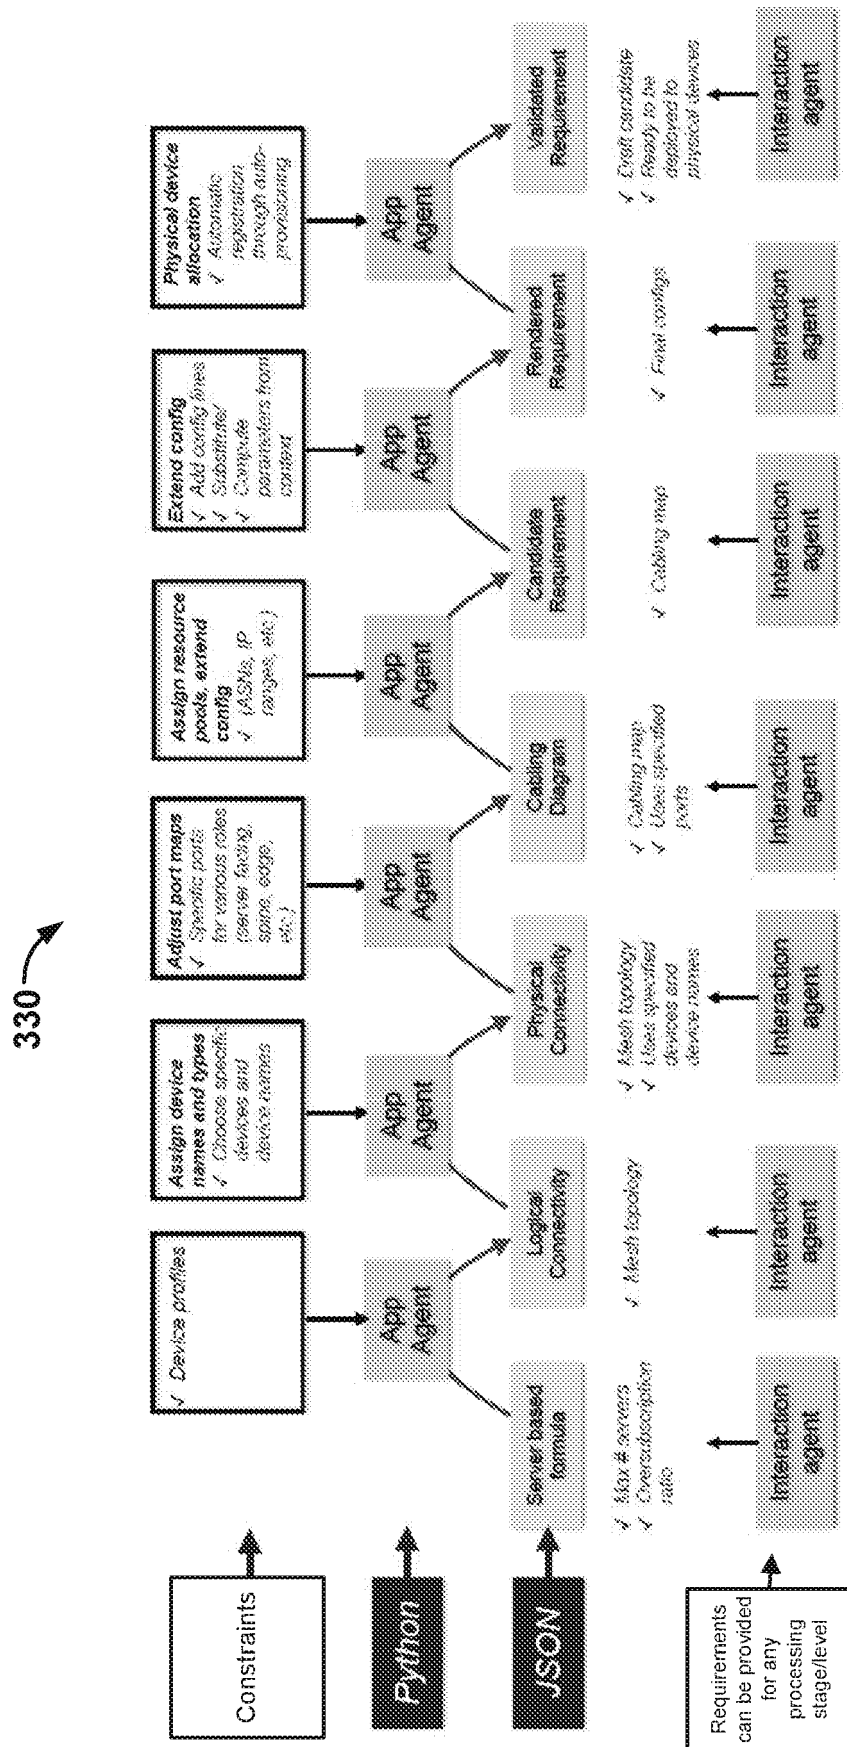 330
Constraints
✓ Device profiles
Assign device
names and types
✓ Choose specific
devices and
device names
Adjust port maps
✓ Specific ports
for various roles
(server facing,
spine, edge,
etc.)
Assign resource
pools, extend
config
✓ (ASNs, IP
ranges, etc.)
Extend config
✓ Add config lines
✓ Substitute/
✓ Compute
parameters from
context
Physical device
allocation
✓ Automatic
registration
through auto-
provisioning
Python
App
Agent
App
Agent
App
Agent
App
Agent
App
Agent
App
Agent
JSON
Server based
formula
Logical
Connectivity
Physical
Connectivity
Cabling
Diagram
Candidate
Requirement
Rendered
Requirement
Validated
Requirement
✓ Max # servers
✓ Oversubscription
ratio
✓ Mesh topology
✓ Mesh topology
✓ Uses specified
devices and
device names
✓ Cabling map
✓ Uses specified
ports
✓ Cabling map
✓ Final configs
✓ Draft candidate
✓ Ready to be
deployed to
physical devices
Requirements
can be provided
for any
processing
stage/level
Interaction
agent
Interaction
agent
Interaction
agent
Interaction
agent
Interaction
agent
Interaction
agent
Interaction
agent